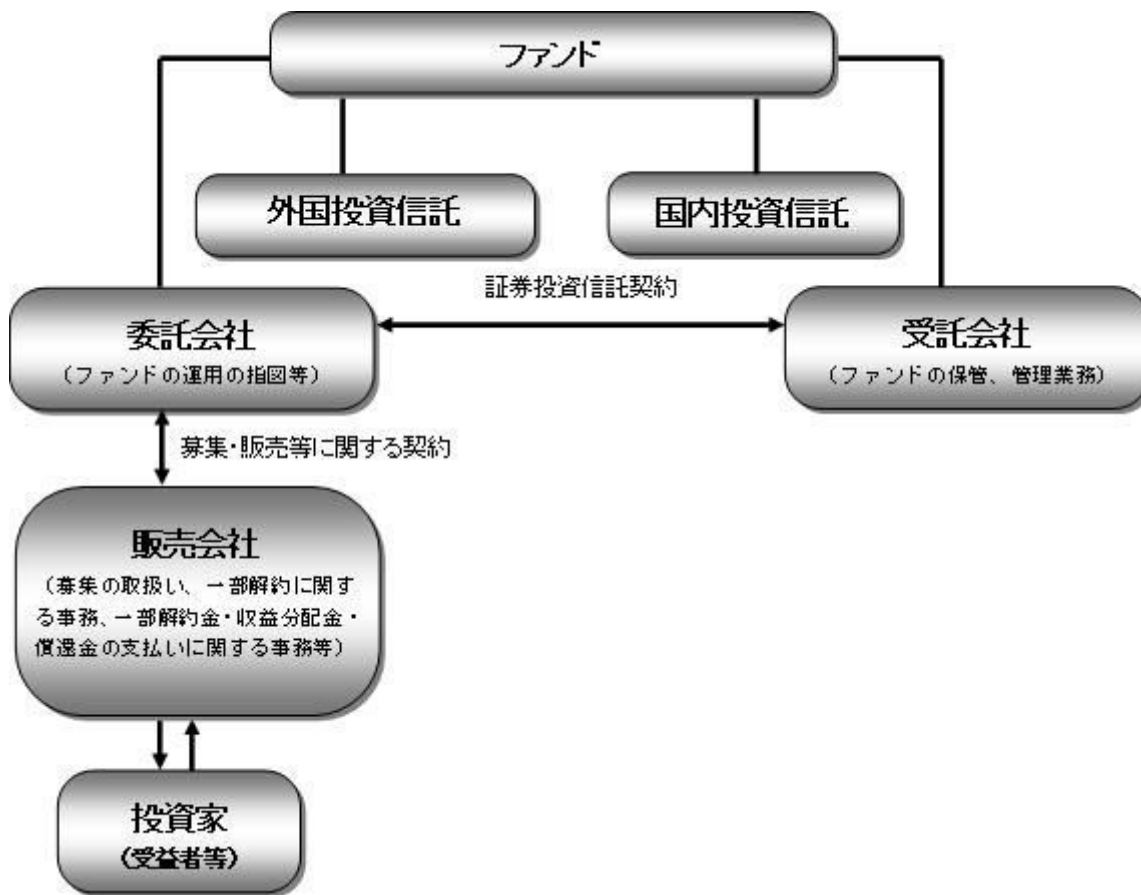 ファンド
外国投資信託
国内投資信託
証券投資信託契約
委託会社
（ファンドの運用の指図等）
受託会社
（ファンドの保管、管理業務）
募集・販売等に関する契約
販売会社
（募集の取扱い、一部解約に関す
る事務、一部解約金・収益分配金・
償還金の支払いに関する事務等）
投資家
（受益者等）